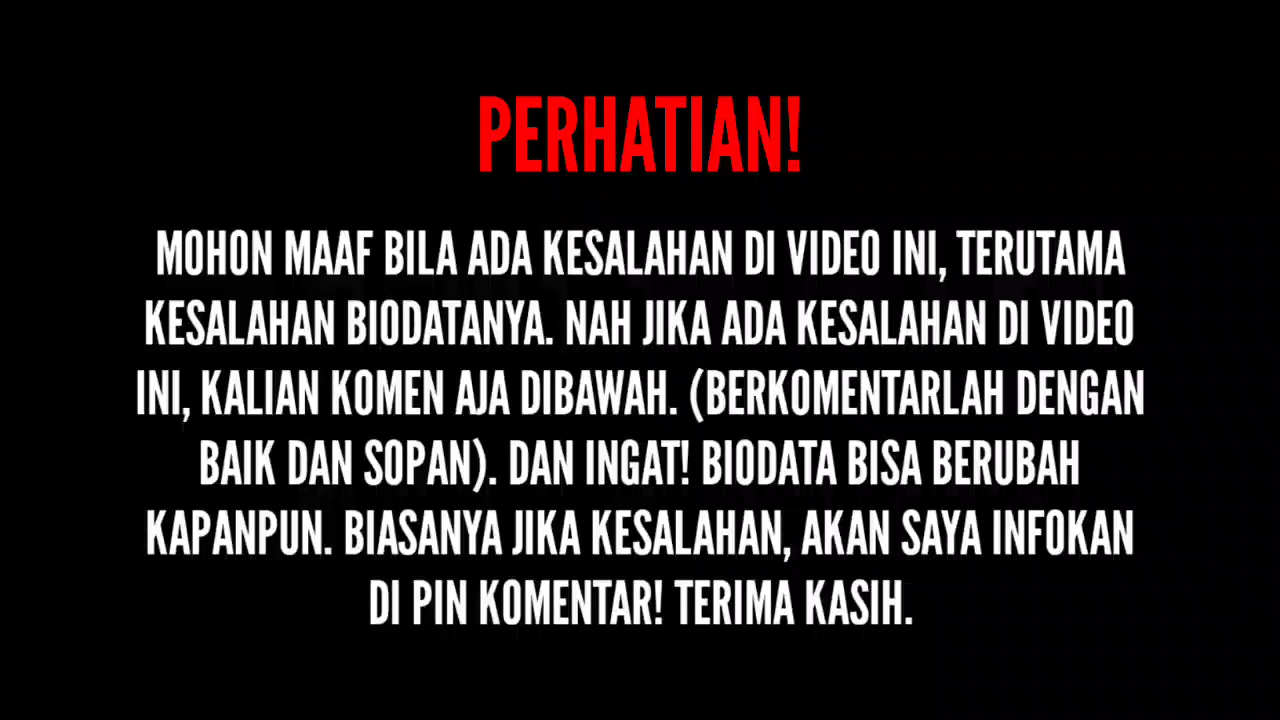 PERHATIAN!
MOHON MAAF BILA ADA KESALAHAN DI VIDEO INI, TERUTAMA
KESALAHAN BIODATANYA. NAH JIKA ADA KESALAHAN DI VIDEO
INI, KALIAN KOMEN AJA DIBAWAH. (BERKOMENTARLAH DENGAN
BAIK DAN SOPAN). DAN INGAT! BIODATA BISA BERUBAH
KAPANPUN. BIASANYA JIKA KESALAHAN, AKAN SAYA INFOKAN
DI PIN KOMENTAR! TERIMA KASIH.